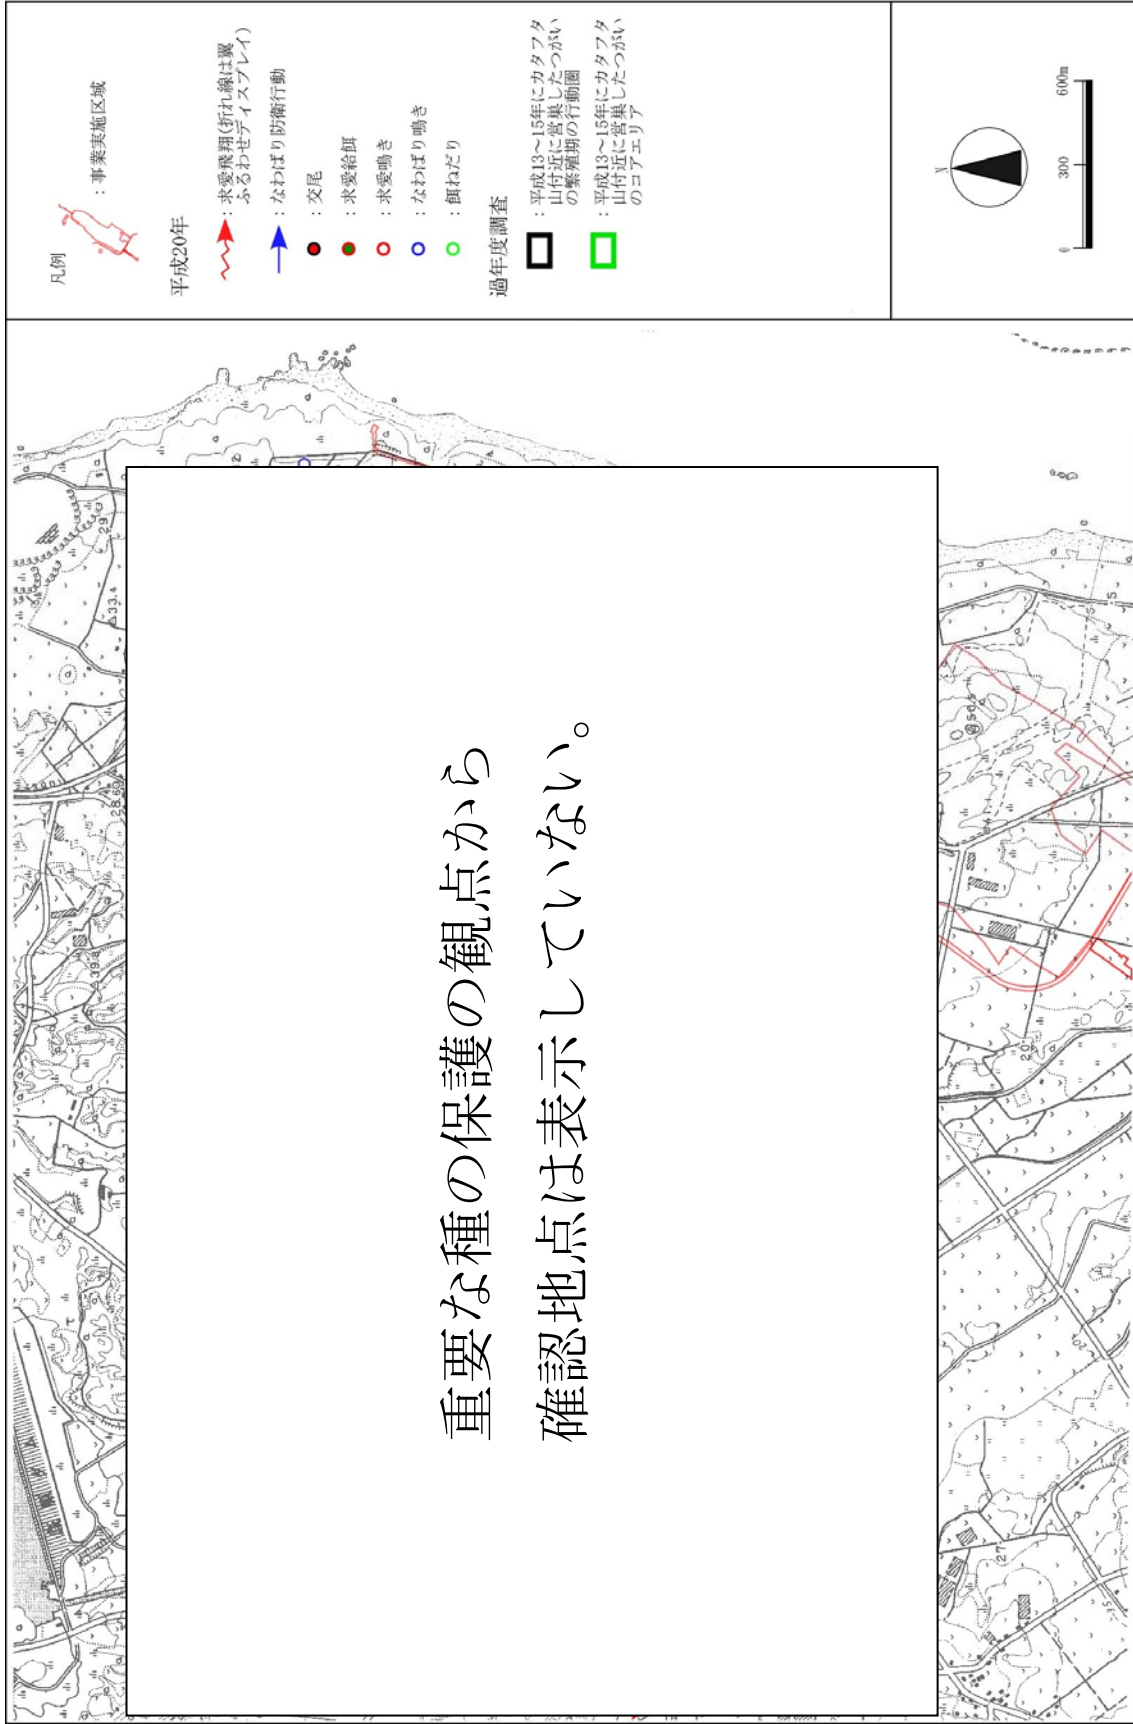 凡例
：事業実施区域
平成20年
：求愛飛翔(折れ線は翼
ふるわせディスプレイ)
：なわばり防衛行動
：交尾
：求愛給餌
：求愛鳴き
：なわばり鳴き
：餌ねだり
過年度調査
：平成13～15年にカタフタ
山付近に営巣したつがい
の繁殖期の行動圏
：平成13～15年にカタフタ
山付近に営巣したつがい
のコアエリア
N
0 300 600m
重要な種の保護の観点から
確認地点は表示していない。
29
33.4
39.8
20
27